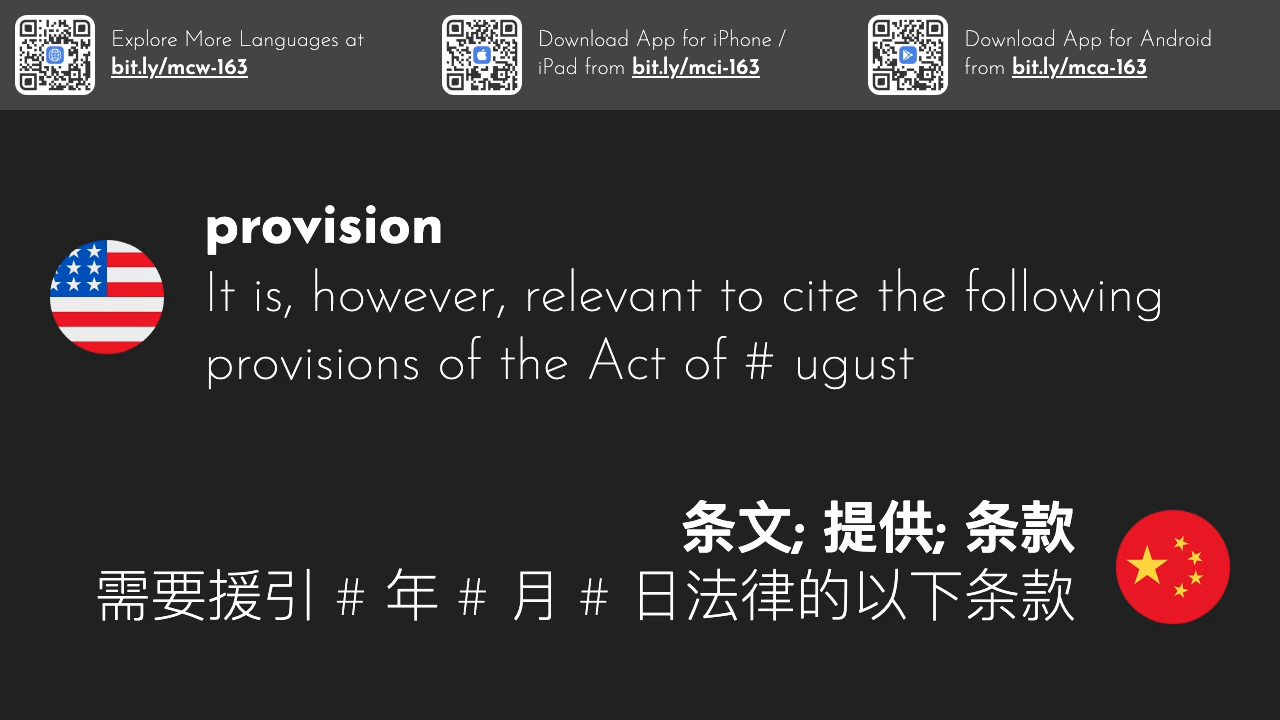 Explore More Languages at
bit.ly/mcw-163
Download App for iPhone /
iPad from bit.ly/mci-163
Download App for Android
from bit.ly/mca-163
provision
It is, however, relevant to cite the following
provisions of the Act of # ugust
条文; 提供; 条款
需要援引 # 年 # 月 # 日法律的以下条款